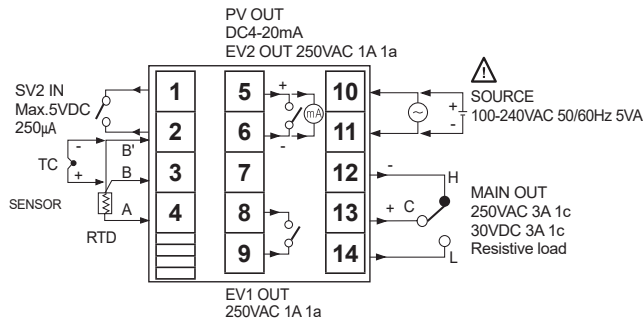 PV OUT
DC4-20mA
EV2 OUT 250VAC 1A 1a
SV2 IN
Max.5VDC
250µA
1
2
3
4
5
6
7
8
9
10
11
12
13
14
+
-
mA
~
+
-
SOURCE
100-240VAC 50/60Hz 5VA
-
B'
TC
+
B
SENSOR
A
RTD
-
H
+ C
L
MAIN OUT
250VAC 3A 1c
30VDC 3A 1c
Resistive load
EV1 OUT
250VAC 1A 1a